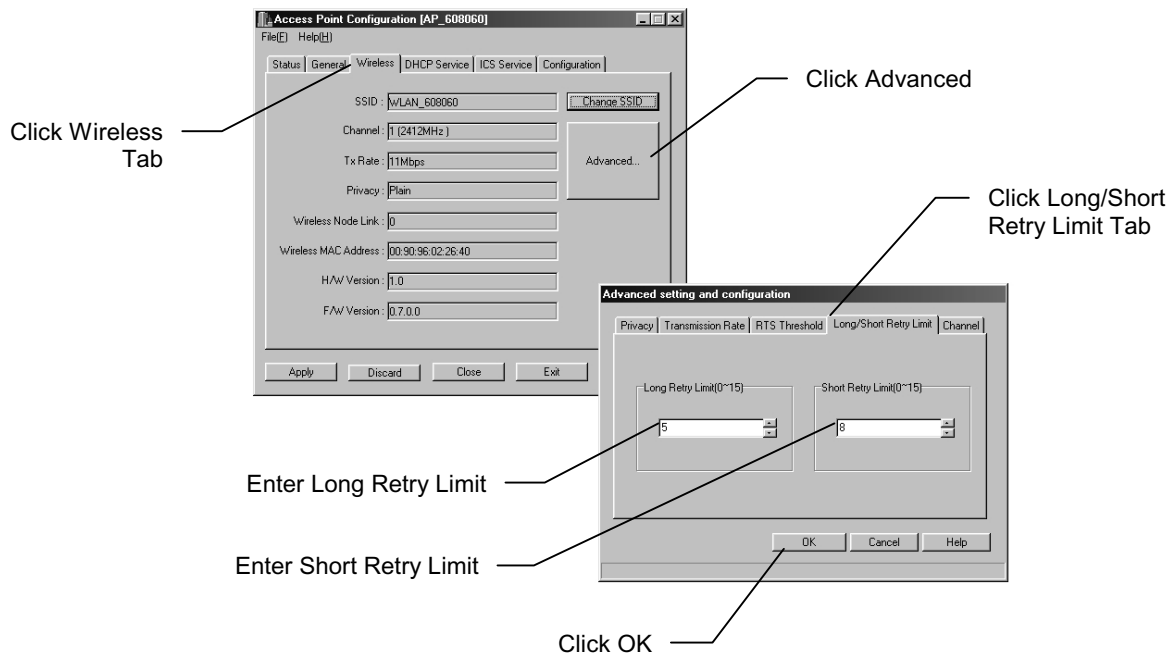 Access Point Configuration [AP_608060]
File(F) Help(H)
Status General Wireless DHCP Service ICS Service Configuration
SSID : WLAN_608060 Change SSID
Channel : 1 (2412MHz )
Tx Rate : 11Mbps Advanced...
Privacy : Plain
Wireless Node Link : 0
Wireless MAC Address : 00:90:96:02:26:40
H/W Version : 1.0
F/W Version : 0.7.0.0
Apply Discard Close Exit
Click Wireless
Tab
Click Advanced
Click Long/Short
Retry Limit Tab
Advanced setting and configuration
Privacy Transmission Rate RTS Threshold Long/Short Retry Limit Channel
Long Retry Limit(0~15) Short Retry Limit(0~15)
5 8
OK Cancel Help
Enter Long Retry Limit
Enter Short Retry Limit
Click OK